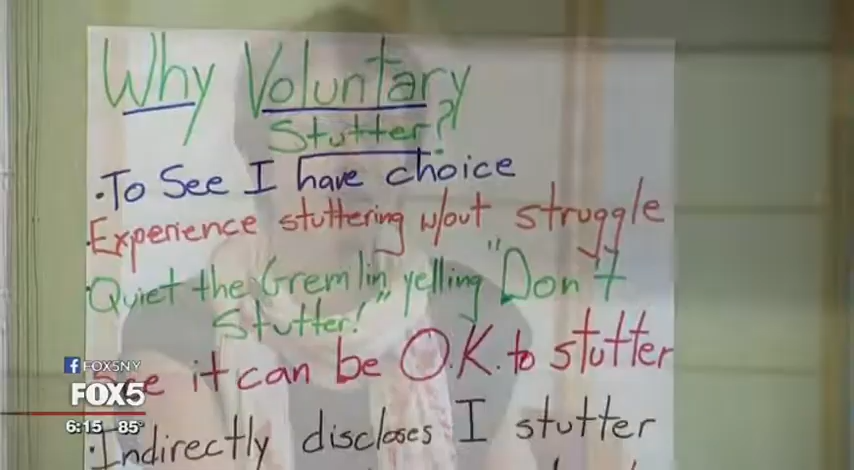 Why Voluntary
Stutter?
·To See I have choice
·Experience stuttering w/out struggle
·Quiet the Gremlin yelling "Don't
Stutter!"
it can be O.K. to stutter
·Indirectly discloses I stutter
FOX5NY
FOX5
6:15 85°